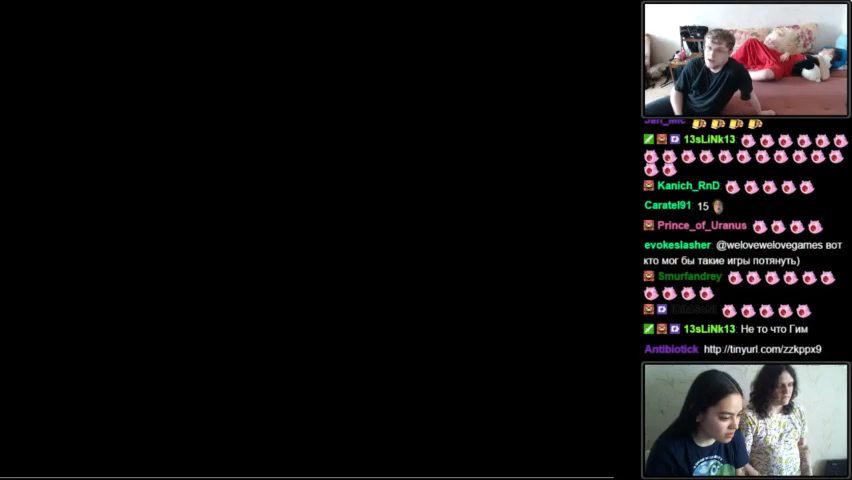 13sLiNk13:
Kanich_RnD
Caratel91 15
Prince_of_Uranus
evokeslasher @welovewelovegames вот
кто мог бы такие игры потянуть)
Smurfandrey
13sLiNk13: Не то что Гим
Antibiotick http://tinyurl.com/zzkppx9